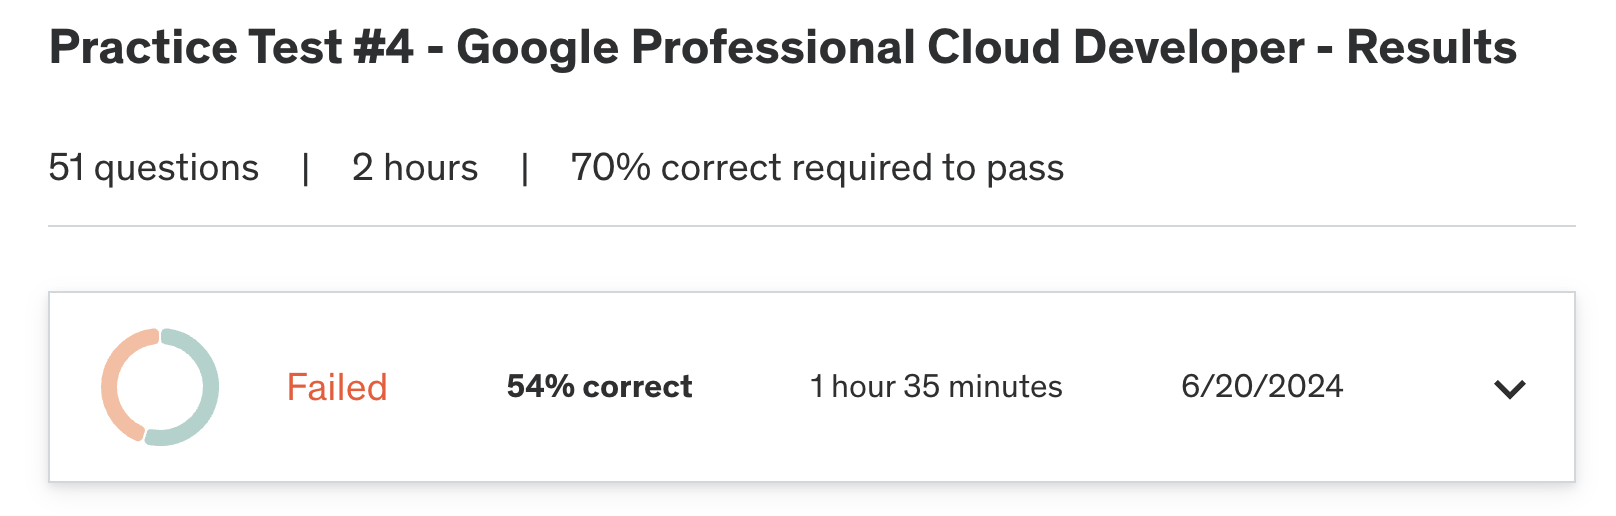 Practice Test #4 - Google Professional Cloud Developer - Results
51 questions | 2 hours | 70% correct required to pass
Failed 54% correct 1 hour 35 minutes 6/20/2024